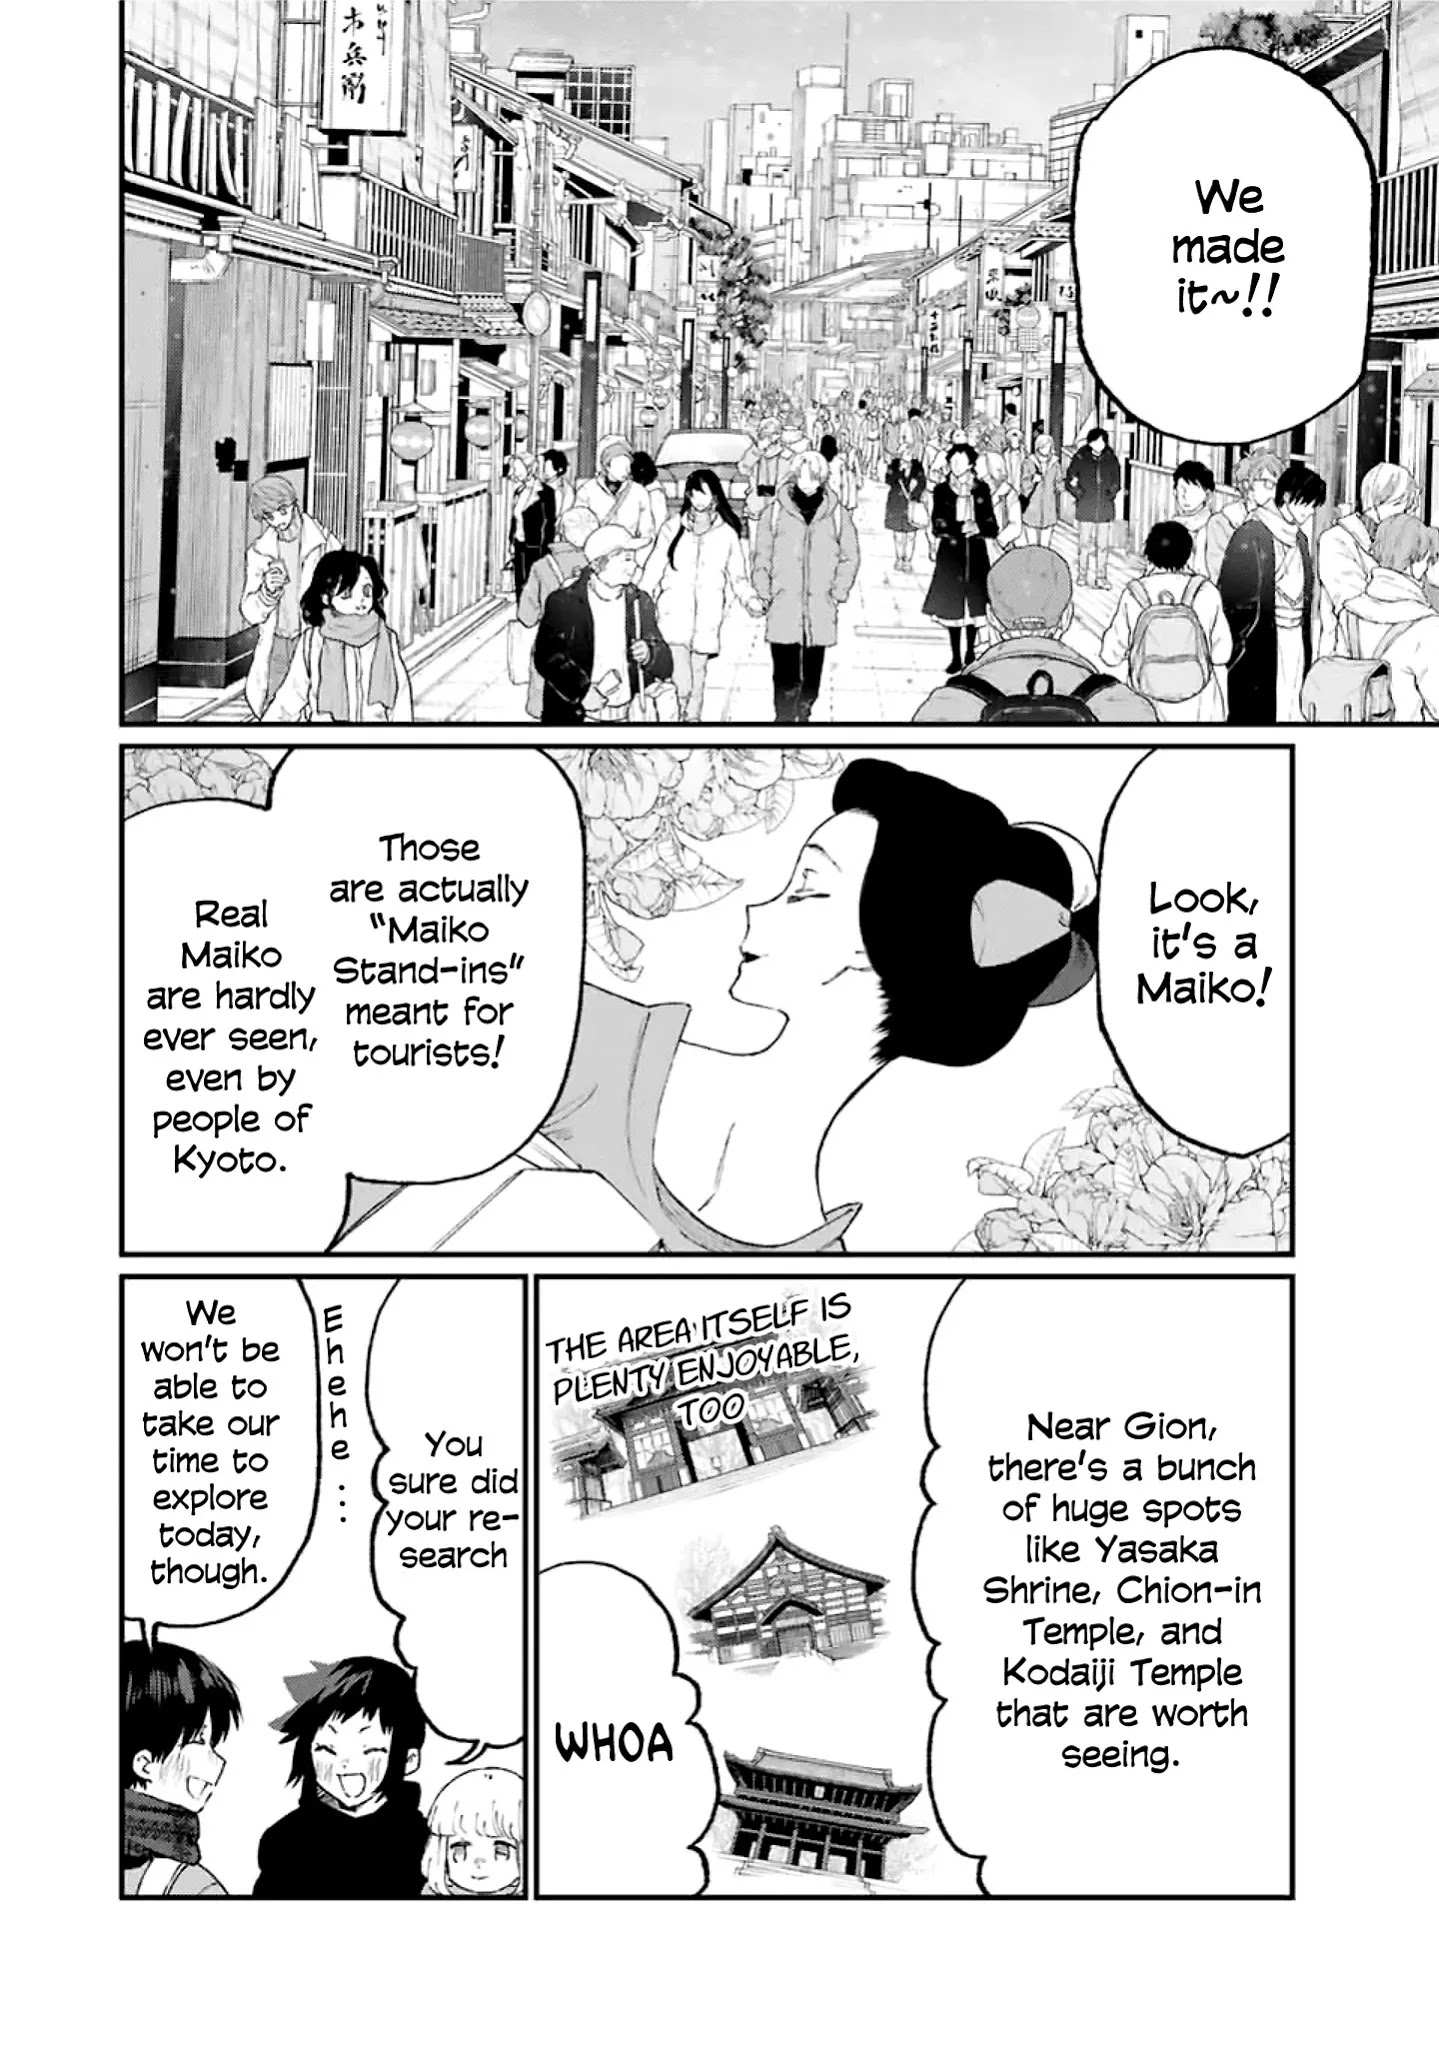 We
made
it~!!
市兵衛
Look,
it's a
Maiko!
Those
are actually
"Maiko
Stand-ins"
meant for
tourists!
Real
Maiko
are hardly
ever seen,
even by
people of
Kyoto.
Near Gion,
there's a bunch
of huge spots
like Yasaka
Shrine, Chion-in
Temple, and
Kodaiji Temple
that are worth
seeing.
THE AREA ITSELF IS
PLENTY ENJOYABLE,
TOO
WHOA
You
sure did
your re-
search
Ehehe...
We
won't be
able to
take our
time to
explore
today,
though.